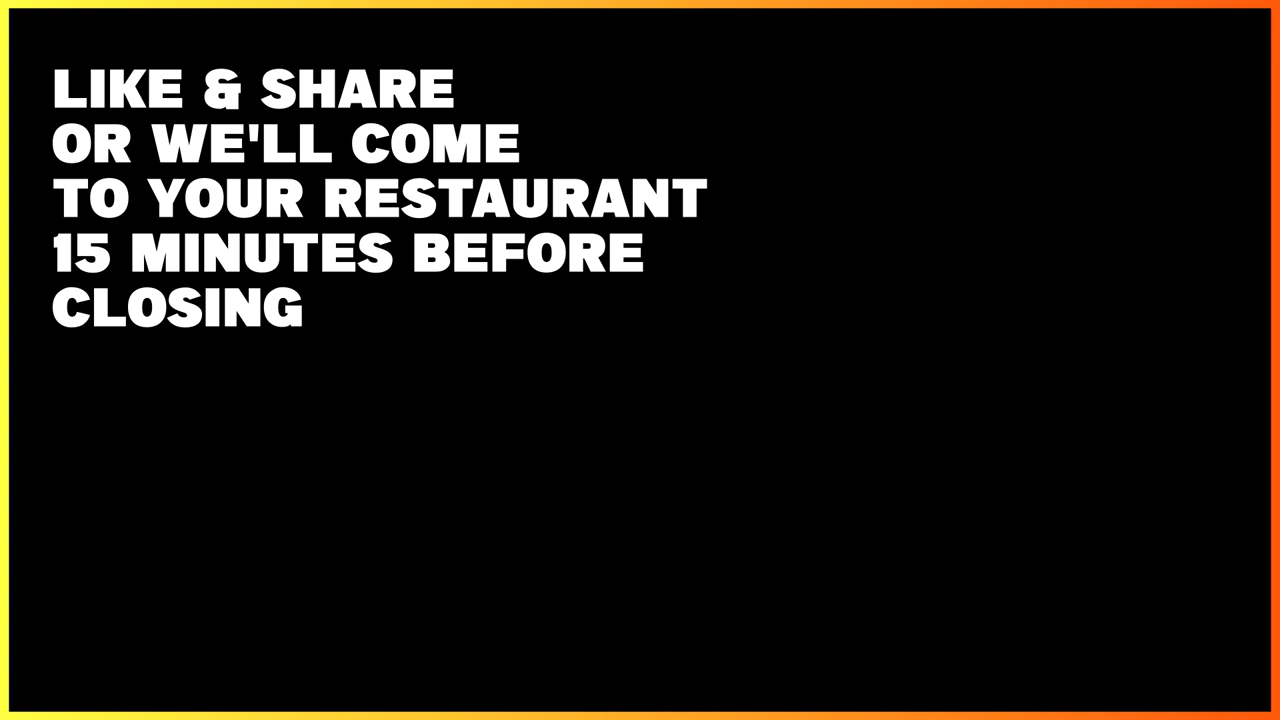 LIKE & SHARE
OR WE'LL COME
TO YOUR RESTAURANT
15 MINUTES BEFORE
CLOSING